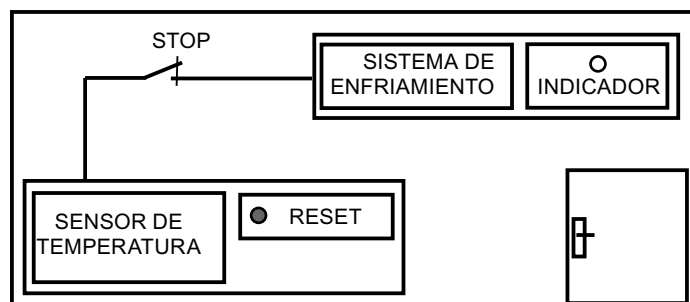 STOP
SISTEMA DE
ENFRIAMIENTO
INDICADOR
SENSOR DE
TEMPERATURA
RESET